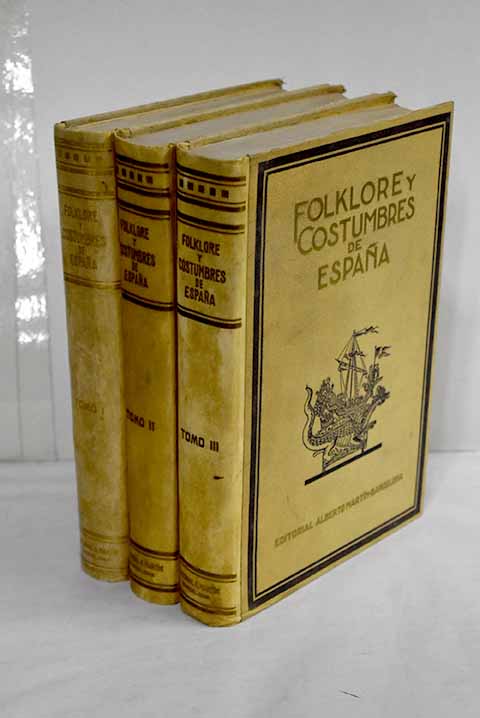 FOLKLORE
Y
COSTUMBRES
DE
ESPAÑA
TOMO I
FOLKLORE
Y
COSTUMBRES
DE
ESPAÑA
TOMO II
FOLKLORE
Y
COSTUMBRES
DE
ESPAÑA
TOMO III
FOLKLORE Y
COSTUMBRES
DE
ESPAÑA
EDITORIAL ALBERTO MARTÍN-BARCELONA